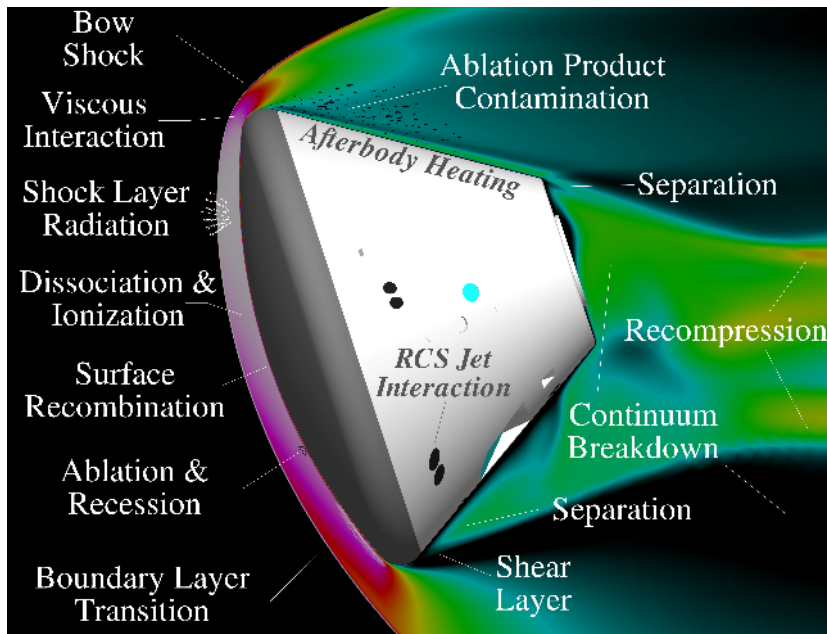 Bow
Shock
Viscous
Interaction
Shock Layer
Radiation
Dissociation &
Ionization
Surface
Recombination
Ablation &
Recession
Boundary Layer
Transition
Ablation Product
Contamination
Afterbody Heating
Separation
Recompression
RCS Jet
Interaction
Continuum
Breakdown
Separation
Shear
Layer